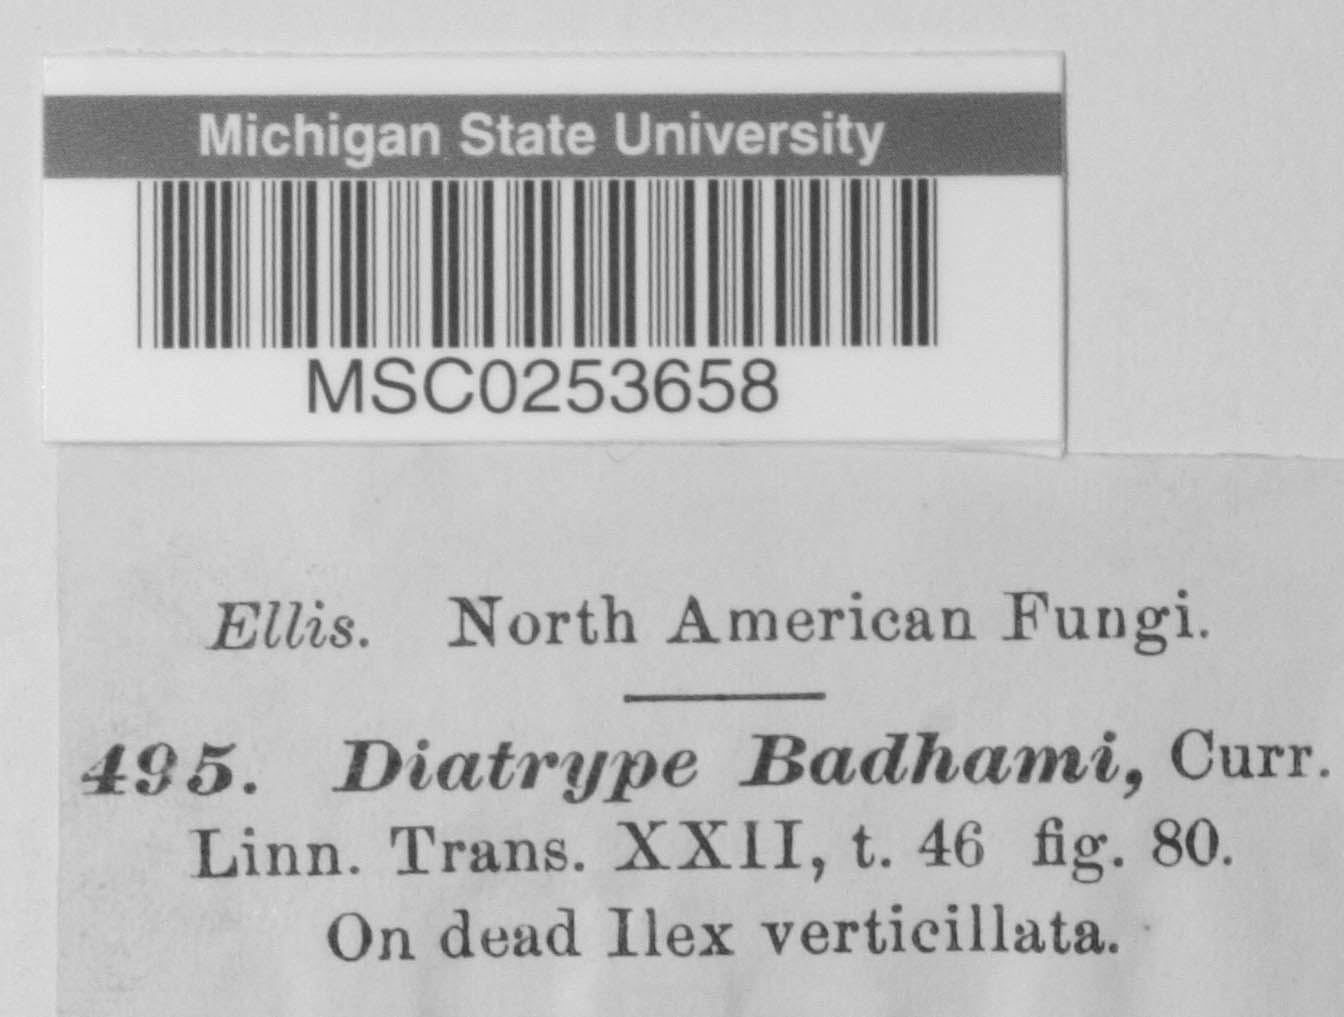 Michigan State University
MSC0253658
Ellis. North American Fungi.
495. Diatrype Badhami, Curr.
Linn. Trans. XXII, t. 46 fig. 80.
On dead Ilex verticillata.